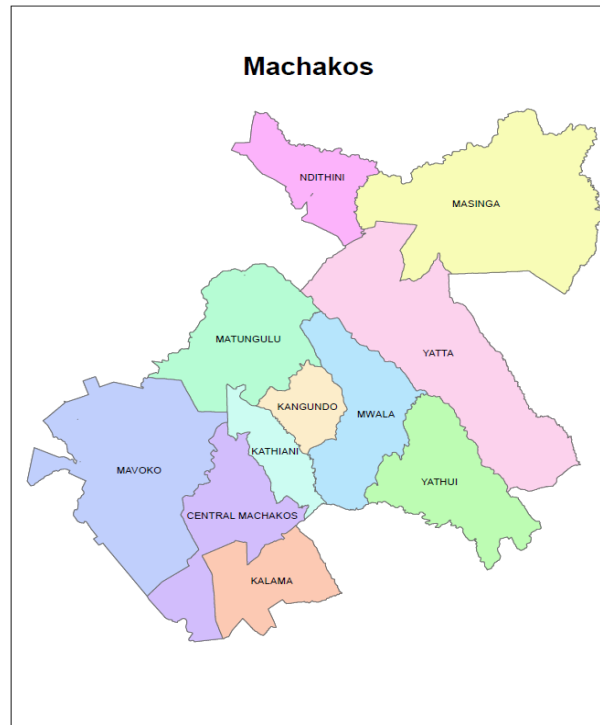 Machakos
NDITHINI
MASINGA
MATUNGULU
YATTA
KANGUNDO
MWALA
KATHIANI
MAVOKO
YATHUI
CENTRAL MACHAKOS
KALAMA